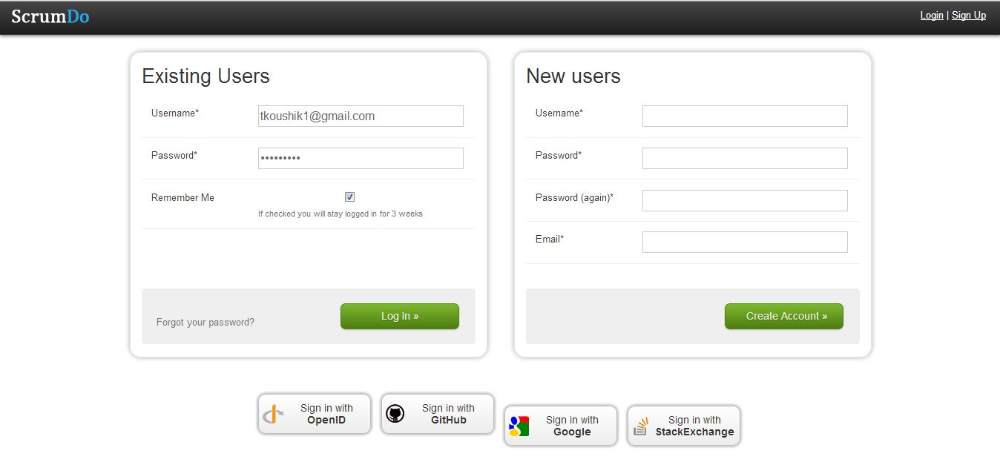 ScrumDo
Login | Sign Up
Existing Users
Username*
tkoushik1@gmail.com
Password*
•••••••••
Remember Me
If checked you will stay logged in for 3 weeks
Forgot your password?
Log In »
New users
Username*
Password*
Password (again)*
Email*
Create Account »
Sign in with
OpenID
Sign in with
GitHub
Sign in with
Google
Sign in with
StackExchange